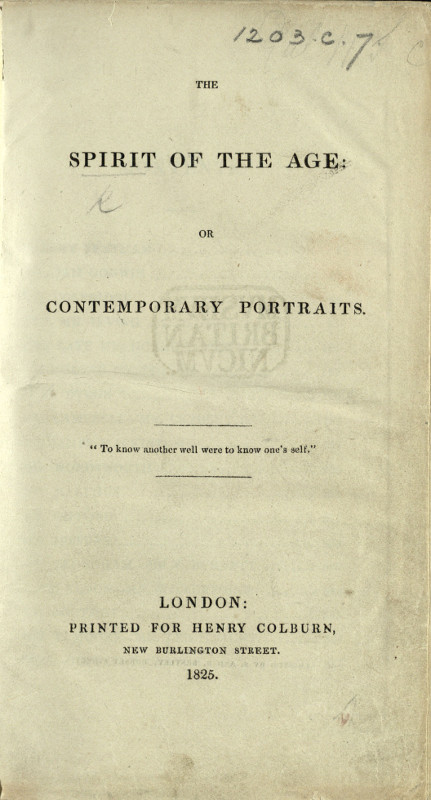 1203.c.7
THE
SPIRIT OF THE AGE:
OR
CONTEMPORARY PORTRAITS.
"To know another well were to know one's self."
LONDON:
PRINTED FOR HENRY COLBURN,
NEW BURLINGTON STREET.
1825.